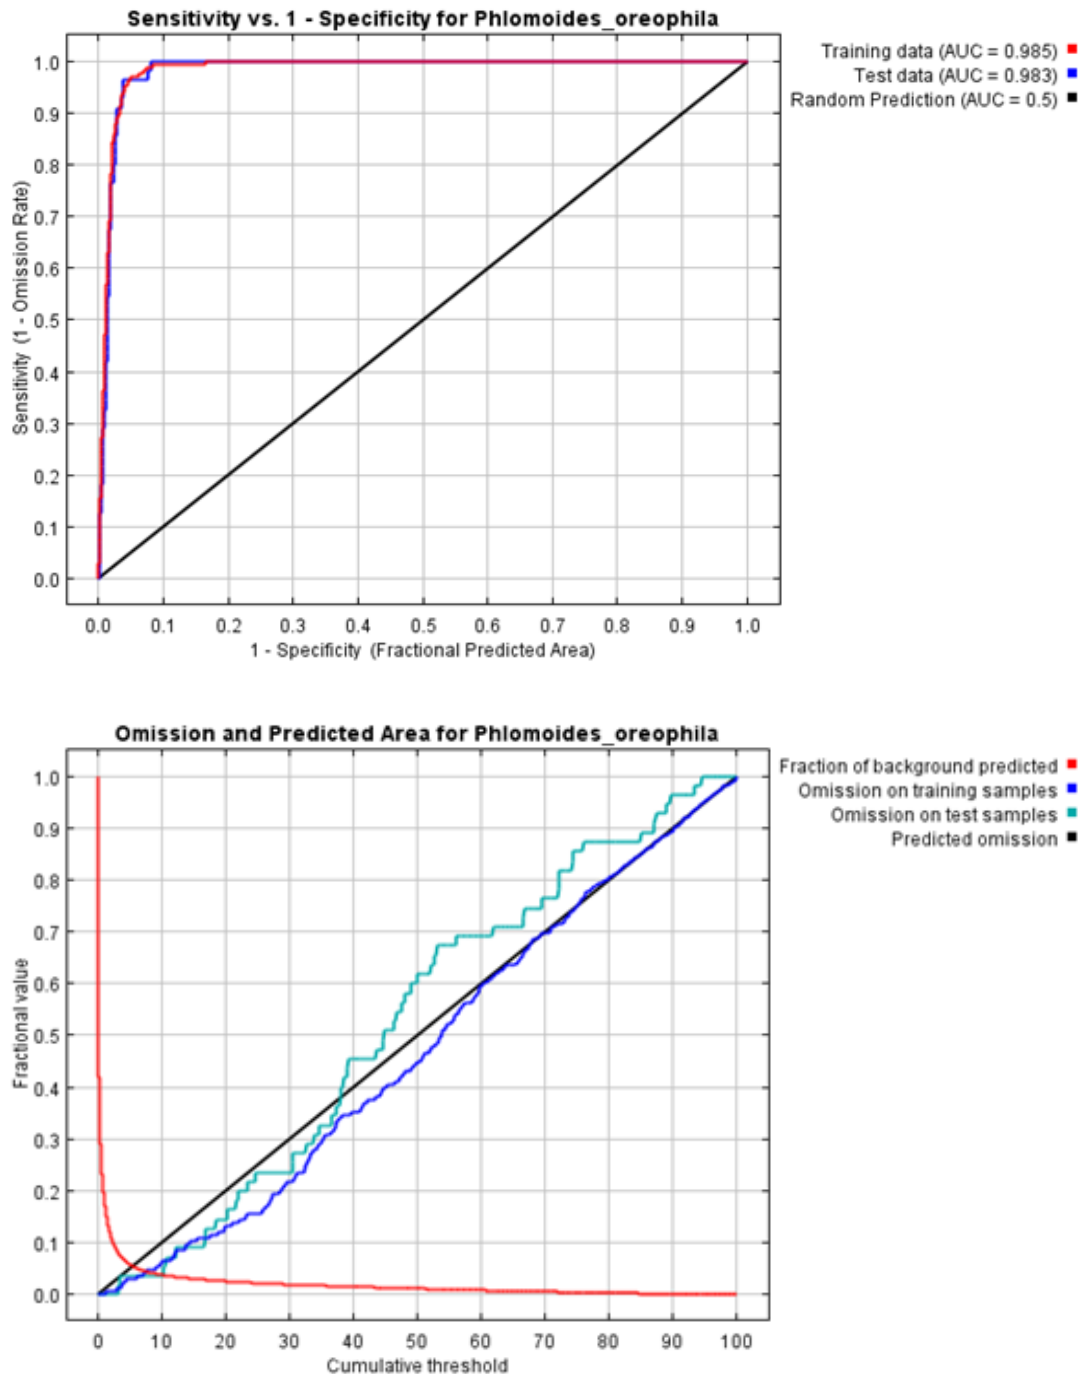 Sensitivity vs. 1 - Specificity for Phlomoides_oreophila
Training data (AUC = 0.985)
Test data (AUC = 0.983)
Random Prediction (AUC = 0.5)
Sensitivity (1 - Omission Rate)
1.0
0.9
0.8
0.7
0.6
0.5
0.4
0.3
0.2
0.1
0.0
0.0 0.1 0.2 0.3 0.4 0.5 0.6 0.7 0.8 0.9 1.0
1 - Specificity (Fractional Predicted Area)
Omission and Predicted Area for Phlomoides_oreophila
Fraction of background predicted
Omission on training samples
Omission on test samples
Predicted omission
Fractional value
1.0
0.9
0.8
0.7
0.6
0.5
0.4
0.3
0.2
0.1
0.0
0 10 20 30 40 50 60 70 80 90 100
Cumulative threshold